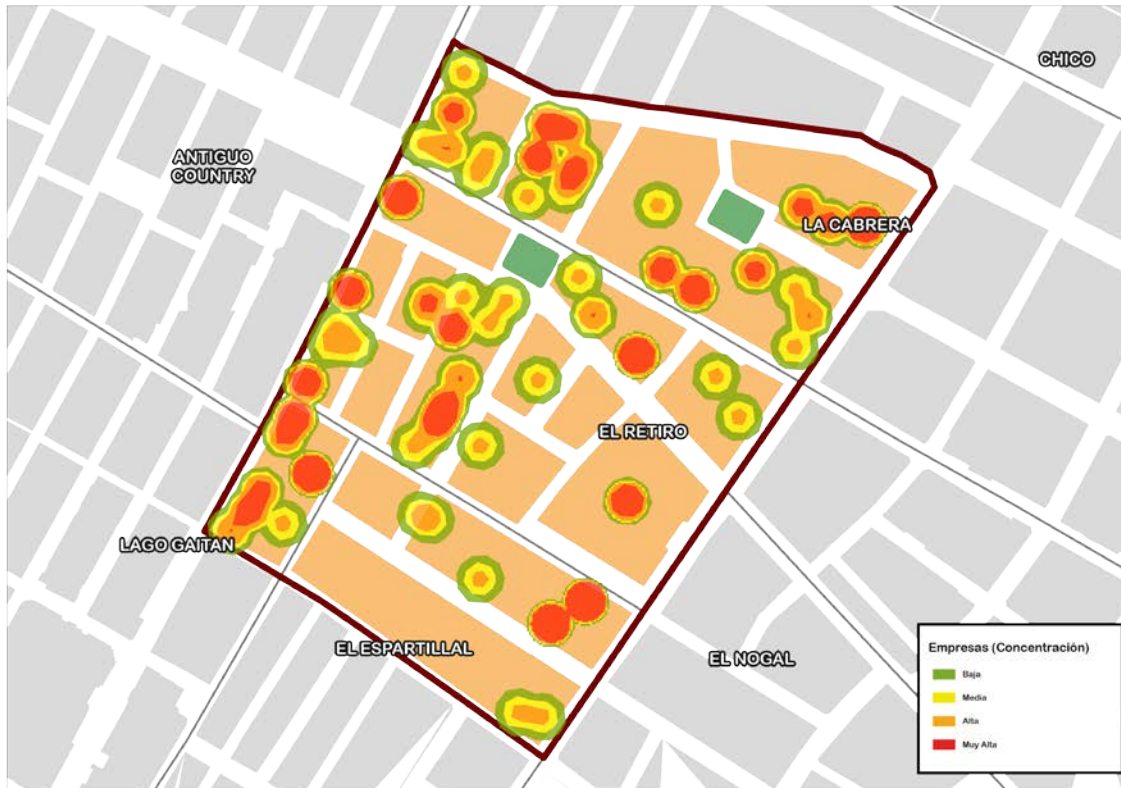 CHICO
ANTIGUO
COUNTRY
LA CABRERA
EL RETIRO
LAGO GAITAN
EL ESPARTILLAL
EL NOGAL
Empresas (Concentración)
Baja
Media
Alta
Muy Alta